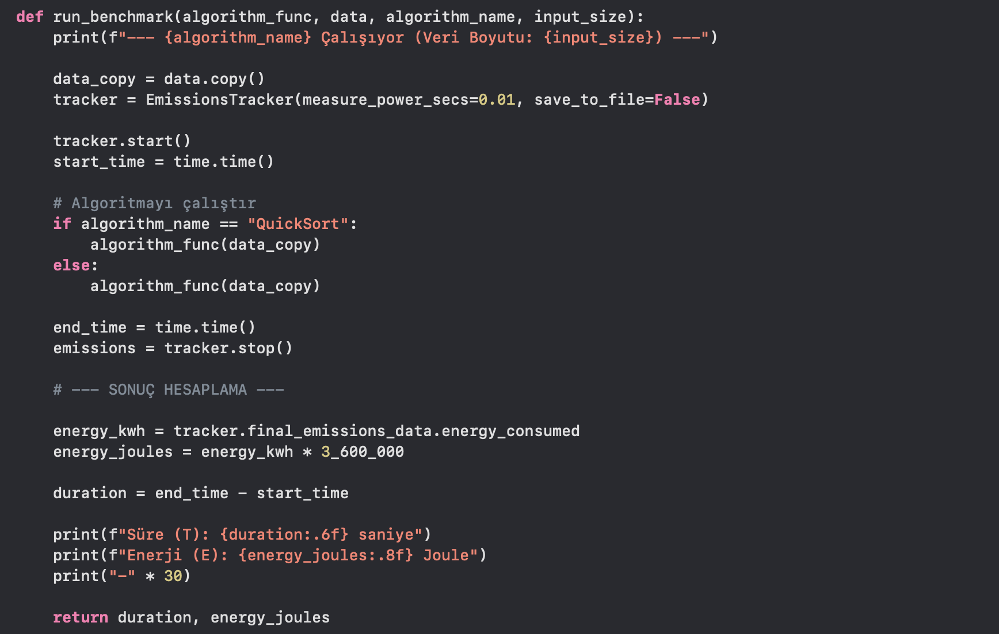 def run_benchmark(algorithm_func, data, algorithm_name, input_size):
    print(f"--- {algorithm_name} Çalışıyor (Veri Boyutu: {input_size}) ---")
    data_copy = data.copy()
    tracker = EmissionsTracker(measure_power_secs=0.01, save_to_file=False)
    tracker.start()
    start_time = time.time()
    # Algoritmayı çalıştır
    if algorithm_name == "QuickSort":
        algorithm_func(data_copy)
    else:
        algorithm_func(data_copy)
    end_time = time.time()
    emissions = tracker.stop()
    # --- SONUÇ HESAPLAMA ---
    energy_kwh = tracker.final_emissions_data.energy_consumed
    energy_joules = energy_kwh * 3_600_000
    duration = end_time - start_time
    print(f"Süre (T): {duration:.6f} saniye")
    print(f"Enerji (E): {energy_joules:.8f} Joule")
    print("-" * 30)
    return duration, energy_joules